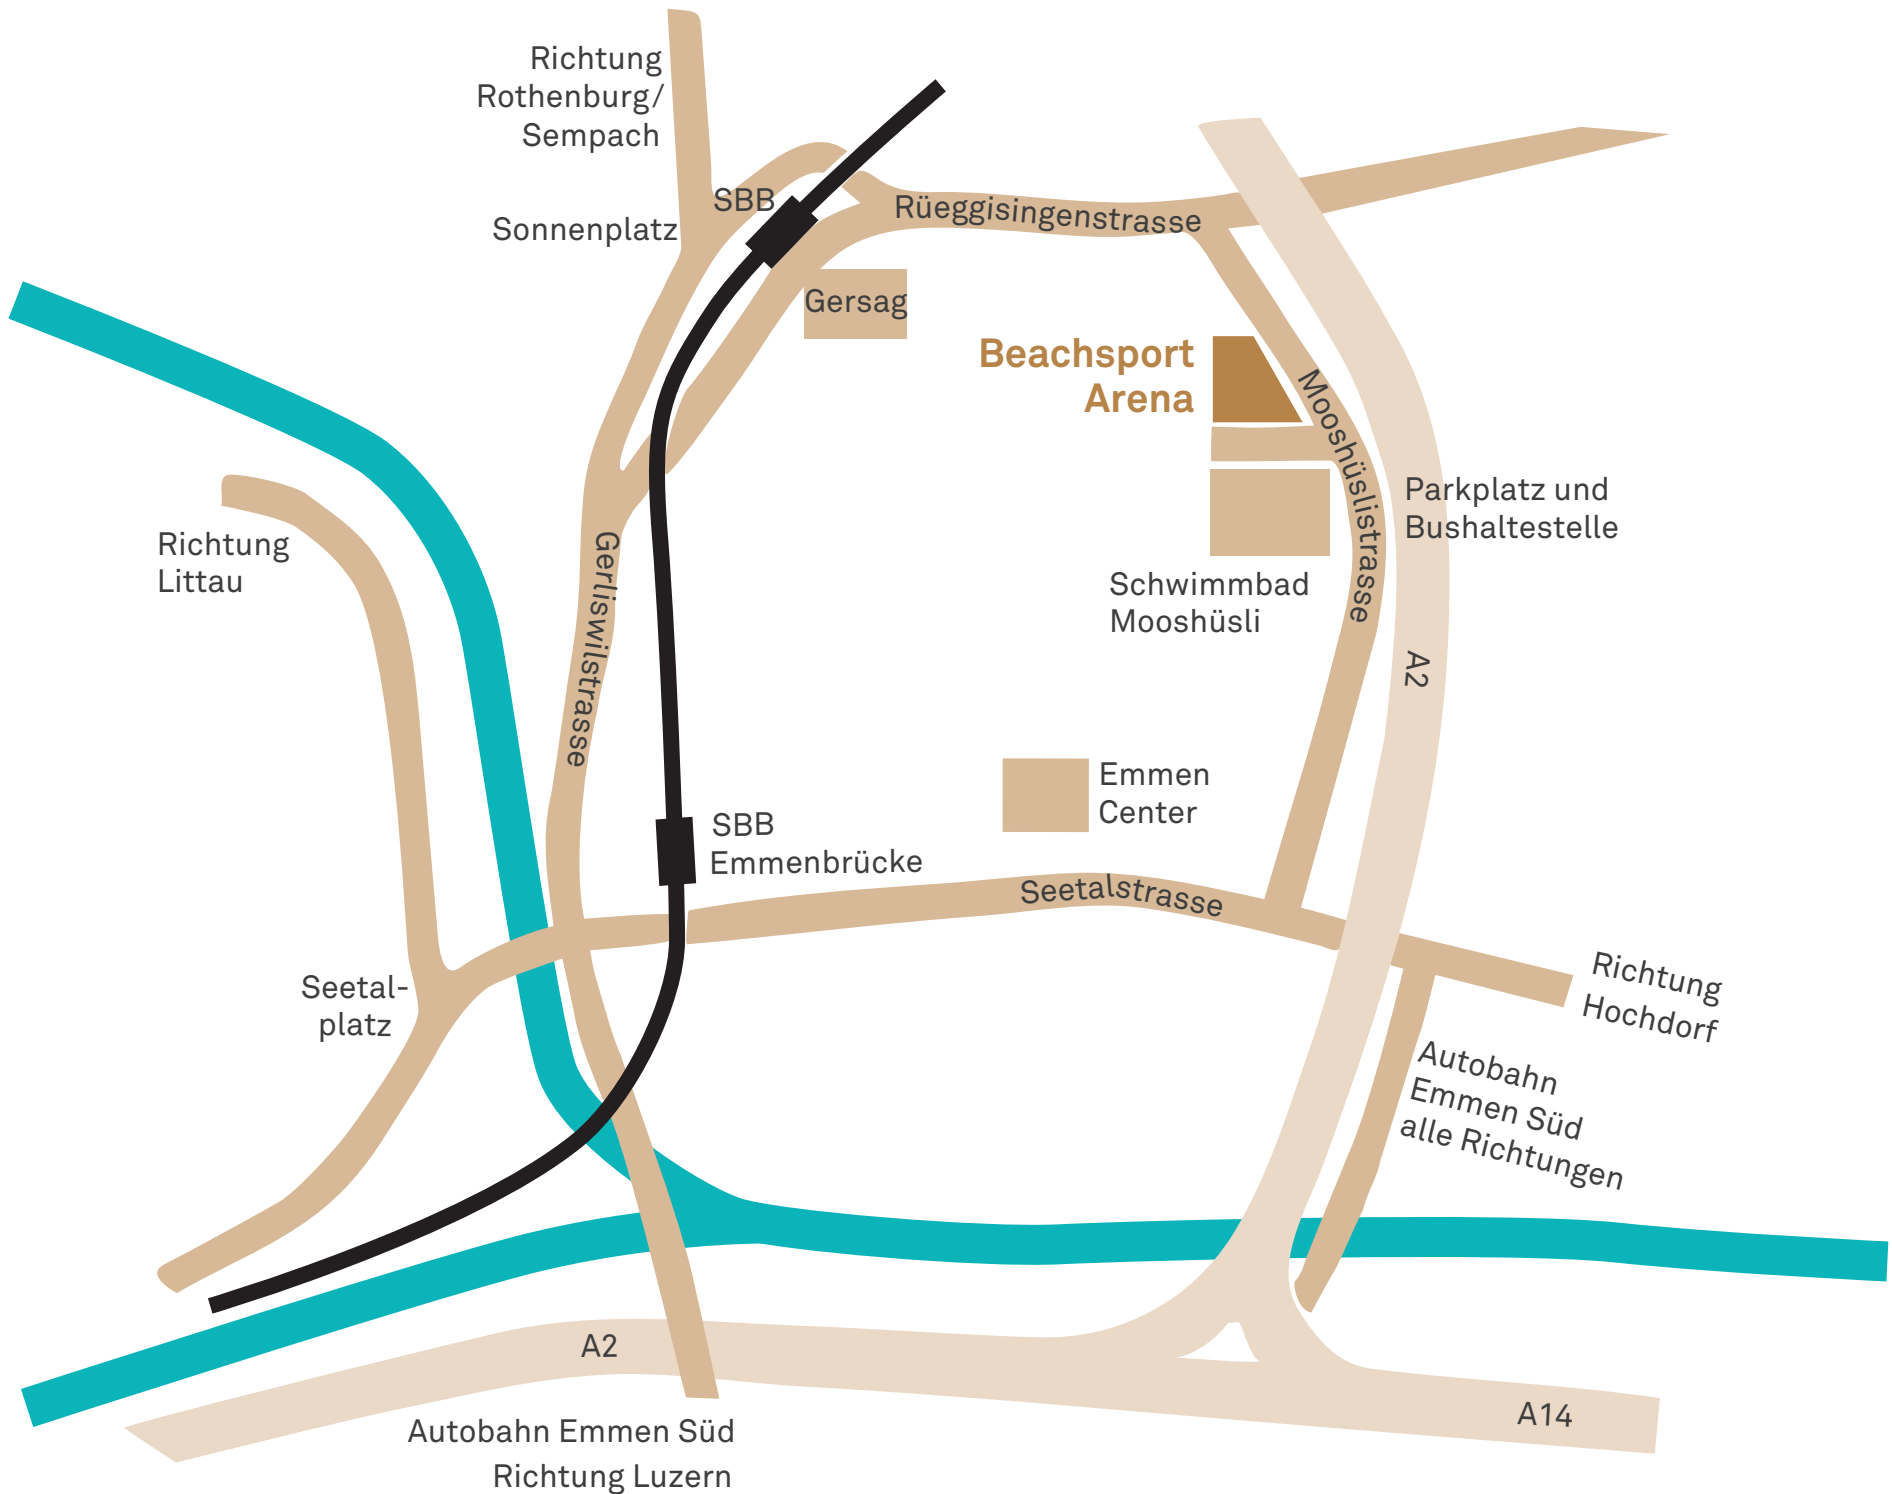 Richtung
Rothenburg/
Sempach
SBB
Sonnenplatz
Rüeggisingenstrasse
Gersag
Beachsport
Arena
Mooshüslistrasse
Parkplatz und
Bushaltestelle
Richtung
Littau
Gerliswilstrasse
Schwimmbad
Mooshüsli
A2
Emmen
Center
SBB
Emmenbrücke
Seetalstrasse
Seetal-
platz
Richtung
Hochdorf
Autobahn
Emmen Süd
alle Richtungen
A2
A14
Autobahn Emmen Süd
Richtung Luzern